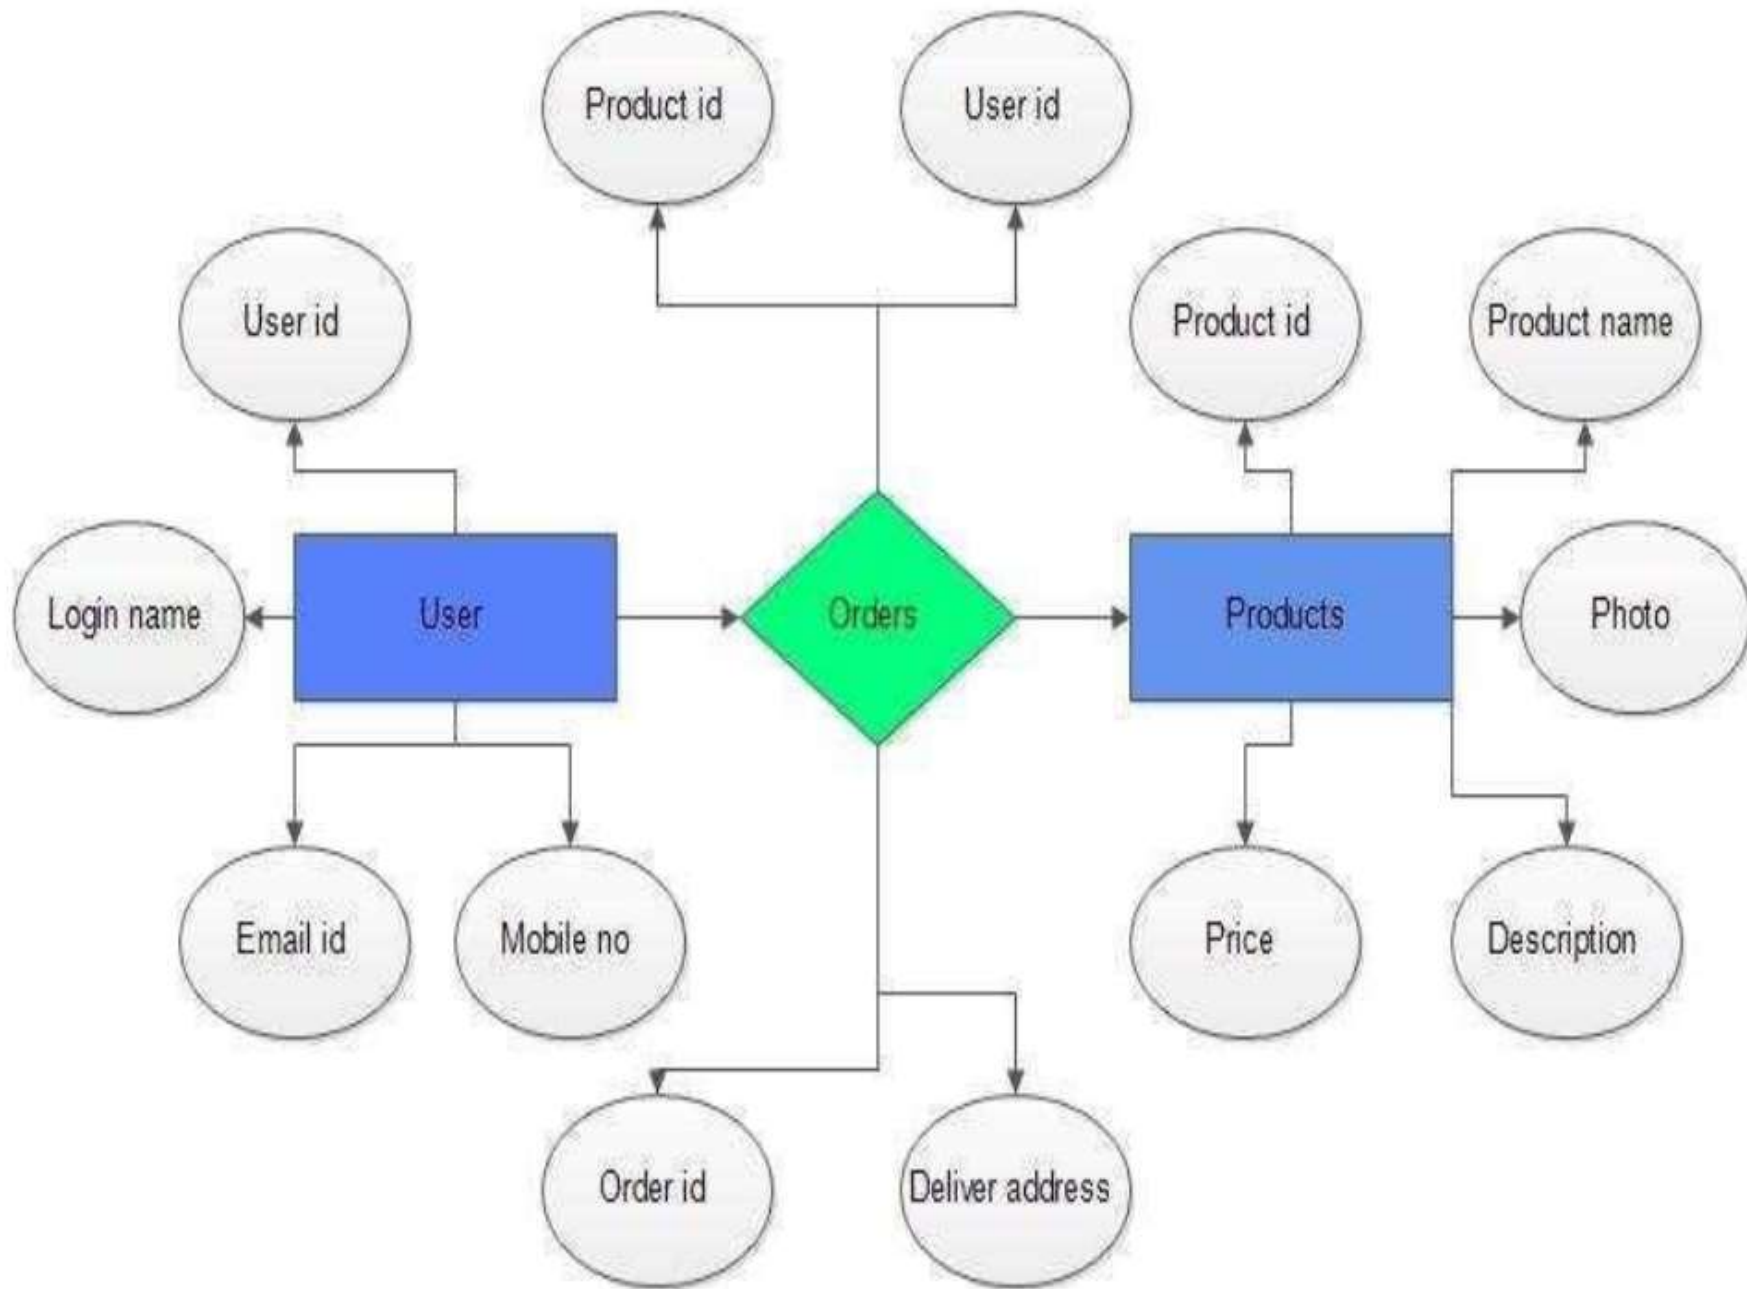 Product id
User id
User id
Product id
Product name
Login name
User
Orders
Products
Photo
Email id
Mobile no
Price
Description
Order id
Deliver address